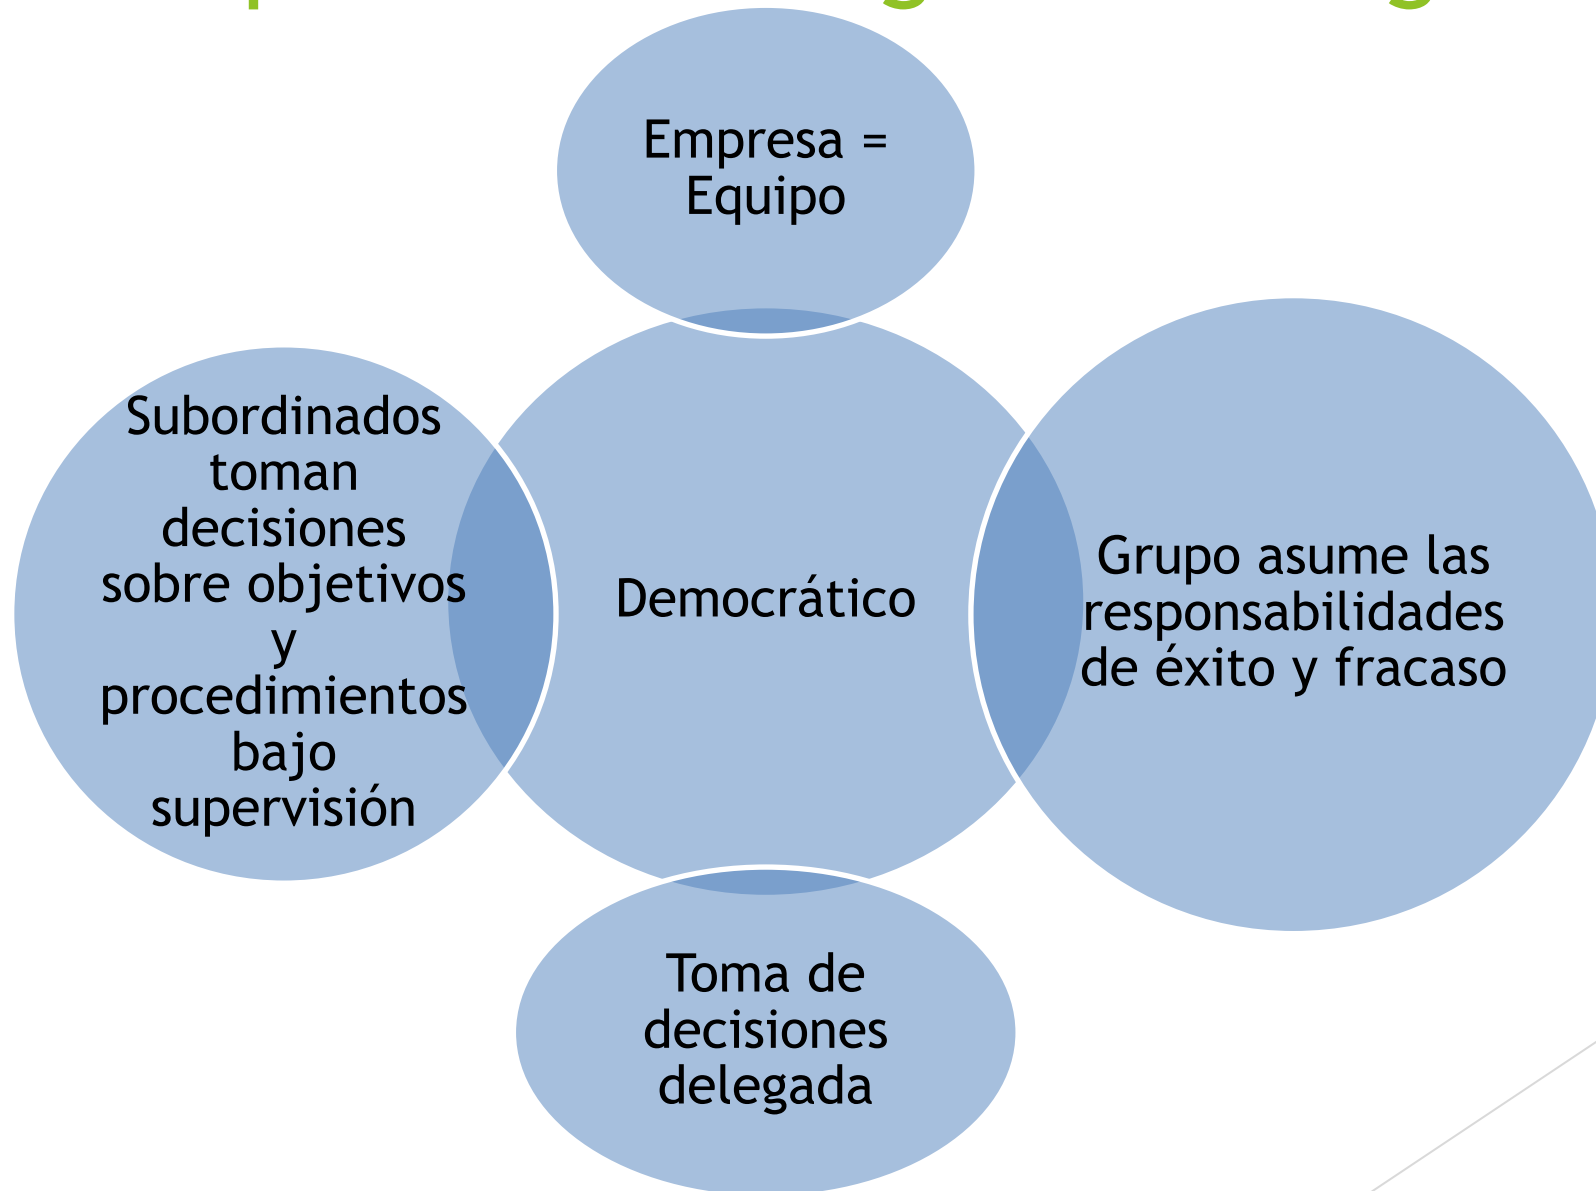 Empresa =
Equipo
Subordinados
toman
decisiones
sobre objetivos
y
procedimientos
bajo
supervisión
Democrático
Grupo asume las
responsabilidades
de éxito y fracaso
Toma de
decisiones
delegada